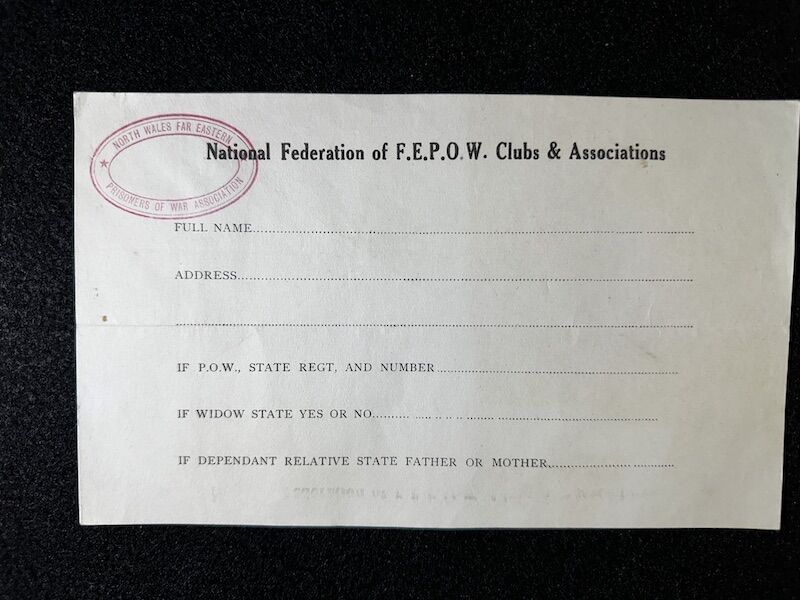 NORTH WALES FAR EASTERN
★ PRISONERS OF WAR ASSOCIATION
National Federation of F.E.P.O.W. Clubs & Associations
FULL NAME
ADDRESS
IF P.O.W., STATE REGT, AND NUMBER
IF WIDOW STATE YES OR NO
IF DEPENDANT RELATIVE STATE FATHER OR MOTHER